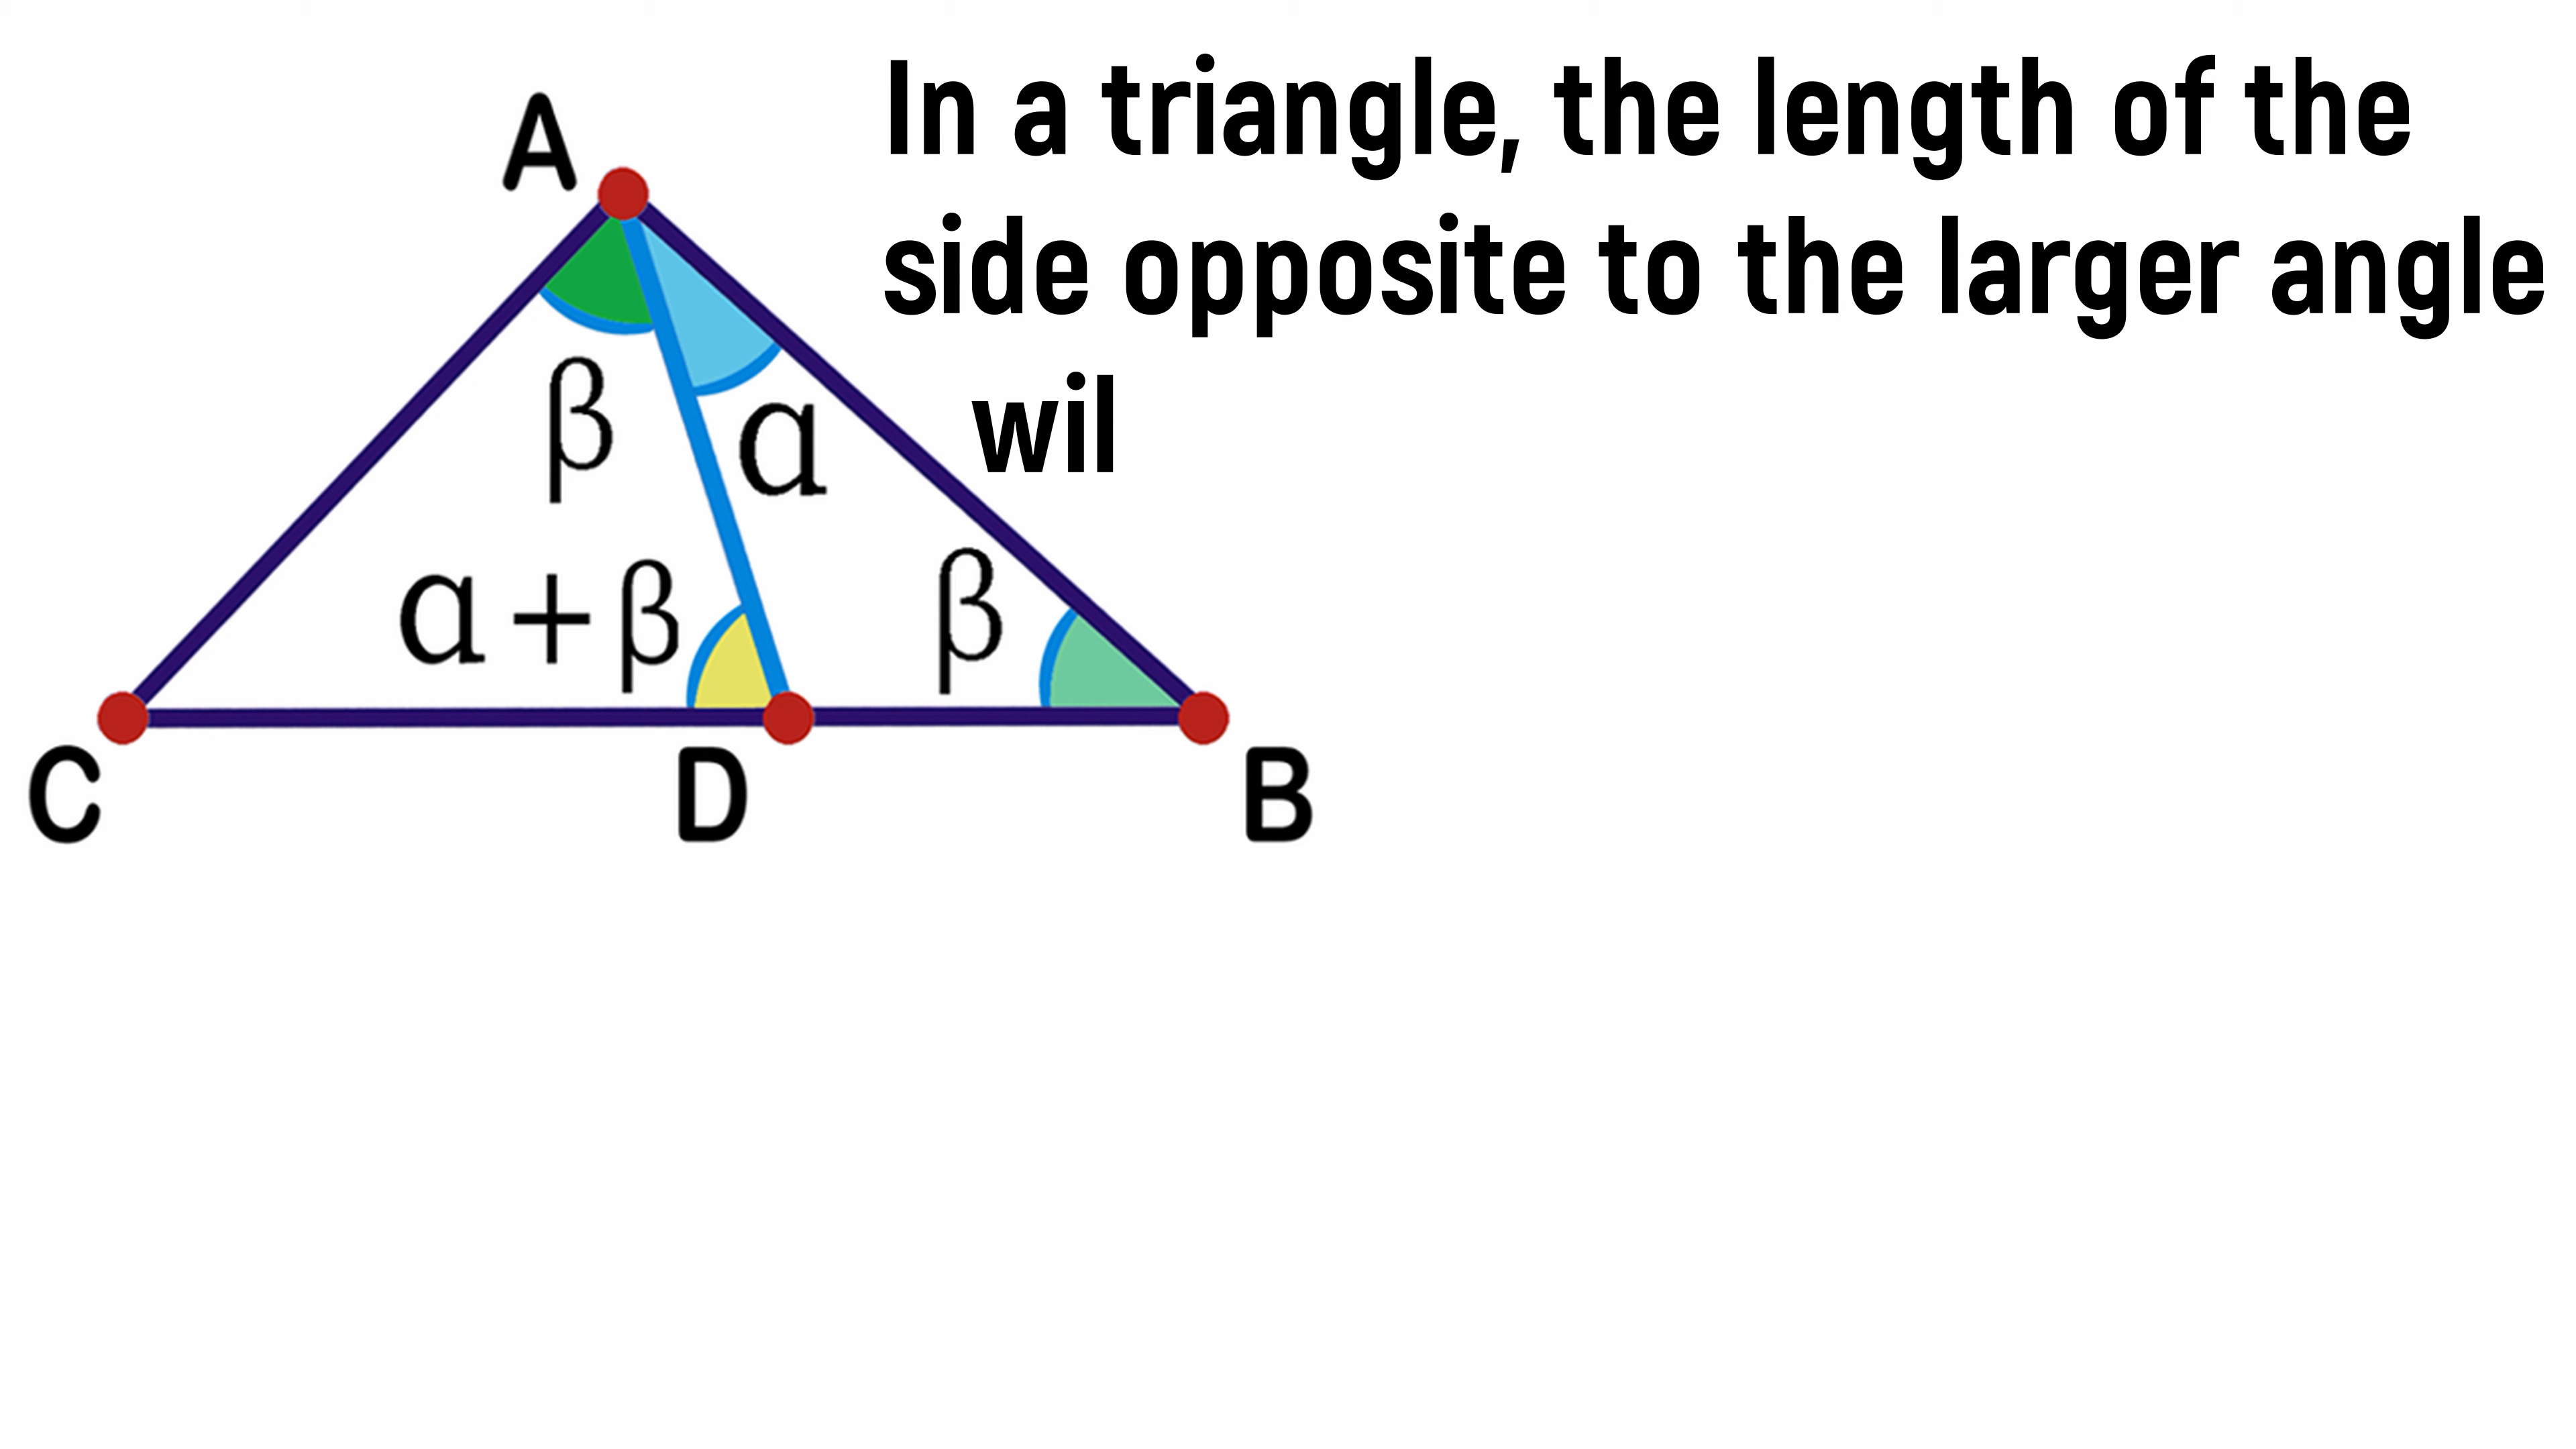 A
In a triangle, the length of the
side opposite to the larger angle
wil
β
α
α+β
β
C
D
B